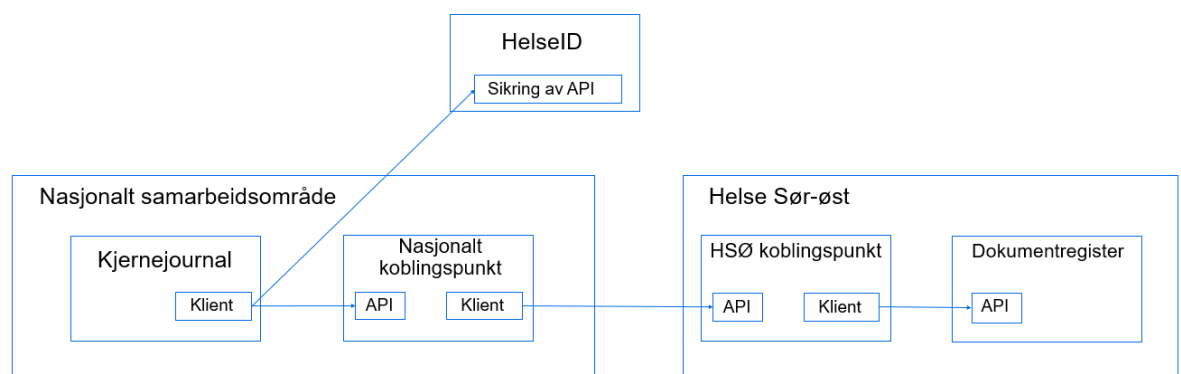 HelseID
Sikring av API
Nasjonalt samarbeidsområde
Kjernejournal
Klient
Nasjonalt
koblingspunkt
API
Klient
Helse Sør-øst
HSØ koblingspunkt
API
Klient
Dokumentregister
API